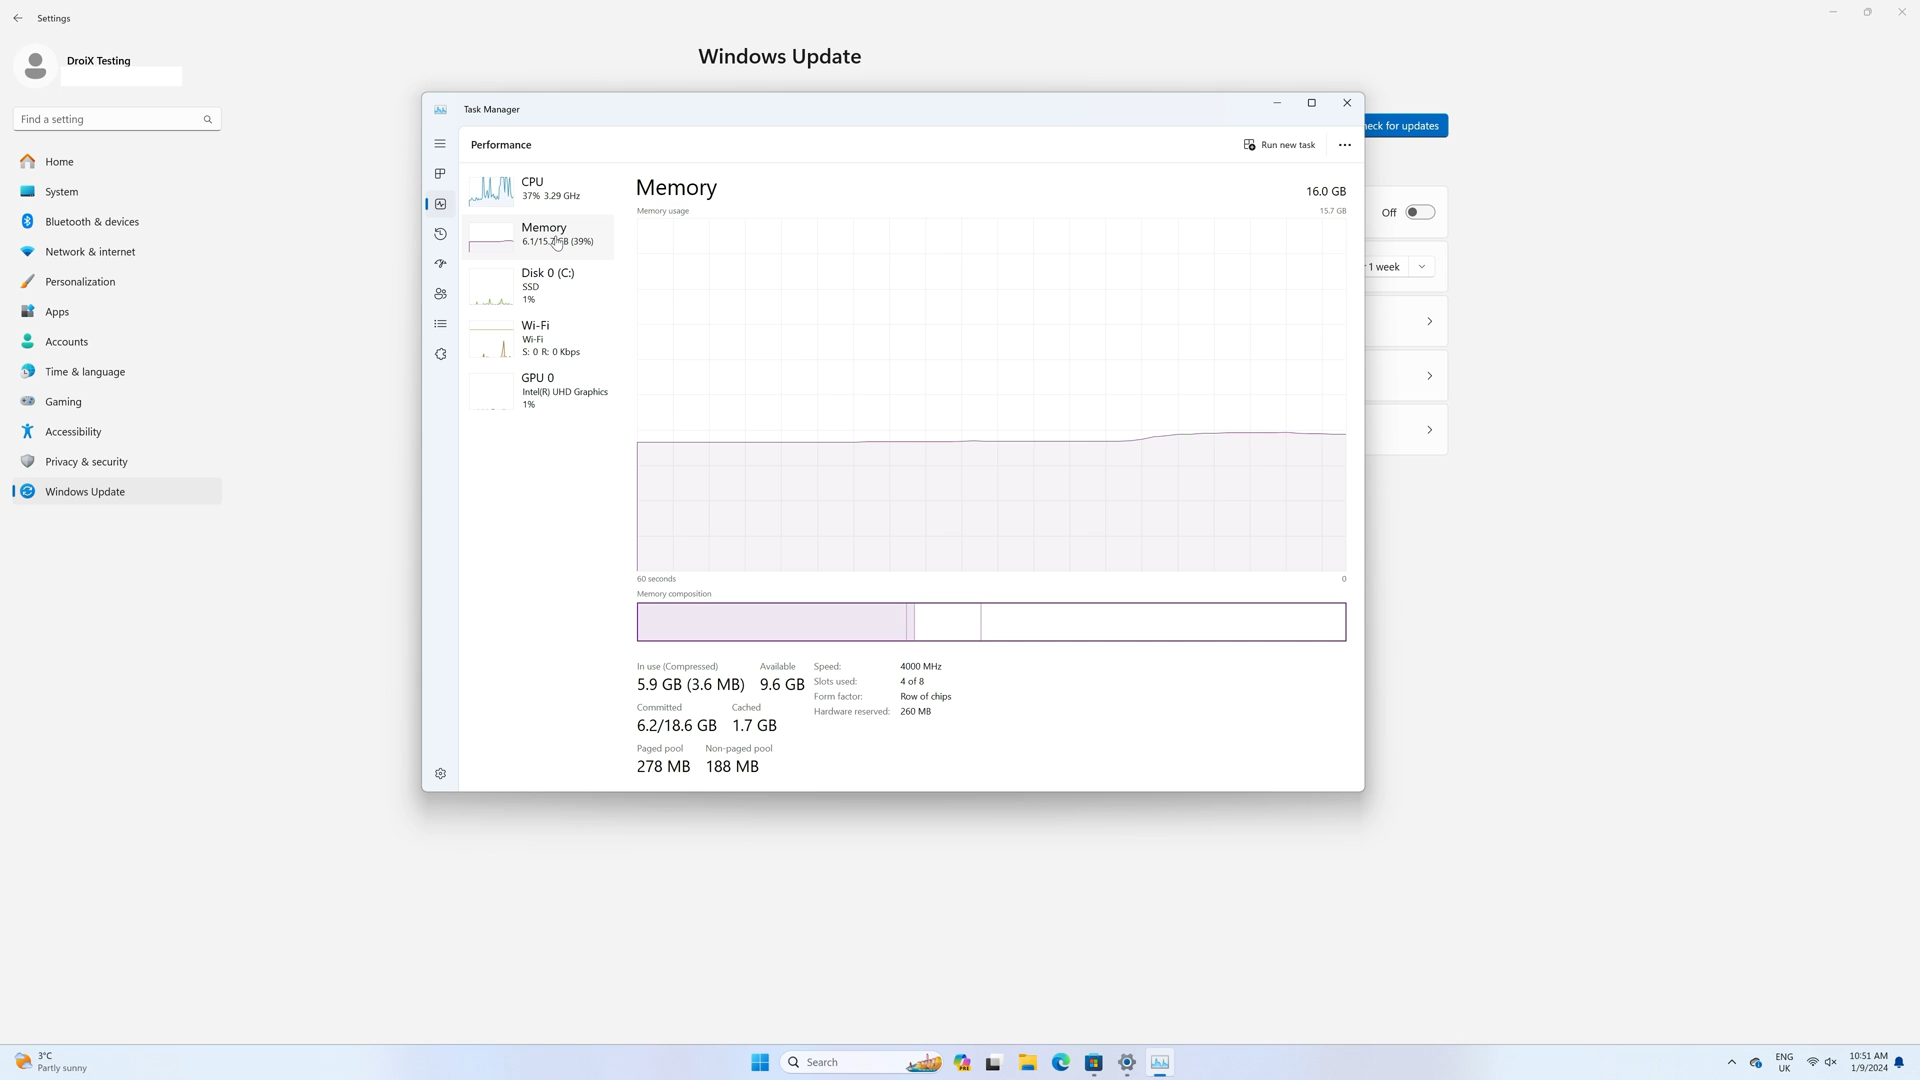 Settings
DroiX Testing
Find a setting
Home
System
Bluetooth & devices
Network & internet
Personalization
Apps
Accounts
Time & language
Gaming
Accessibility
Privacy & security
Windows Update
Windows Update
heck for updates
Off
1 week
Task Manager
Performance
Run new task
CPU
37% 3.29 GHz
Memory
6.1/15.7 GB (39%)
Disk 0 (C:)
SSD
1%
Wi-Fi
Wi-Fi
S: 0 R: 0 Kbps
GPU 0
Intel(R) UHD Graphics
1%
Memory
16.0 GB
Memory usage
15.7 GB
60 seconds
0
Memory composition
In use (Compressed)
Available
5.9 GB (3.6 MB)
9.6 GB
Committed
Cached
6.2/18.6 GB
1.7 GB
Paged pool
Non-paged pool
278 MB
188 MB
Speed:
4000 MHz
Slots used:
4 of 8
Form factor:
Row of chips
Hardware reserved:
260 MB
3°C
Partly sunny
Search
PRE
ENG
UK
10:51 AM
1/9/2024